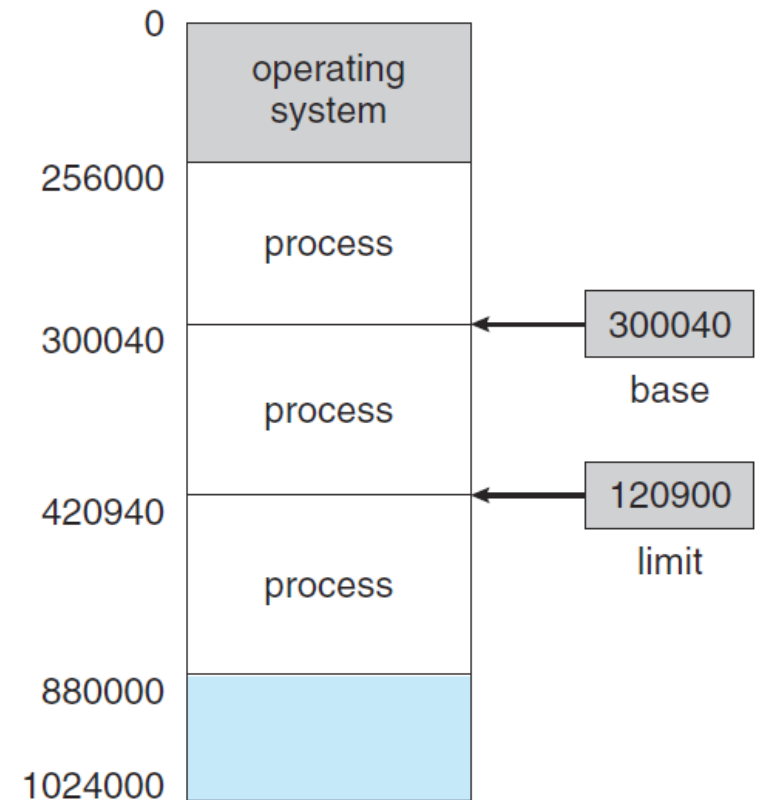 0
operating
system
256000
process
300040
300040
base
process
120900
420940
limit
process
880000
1024000